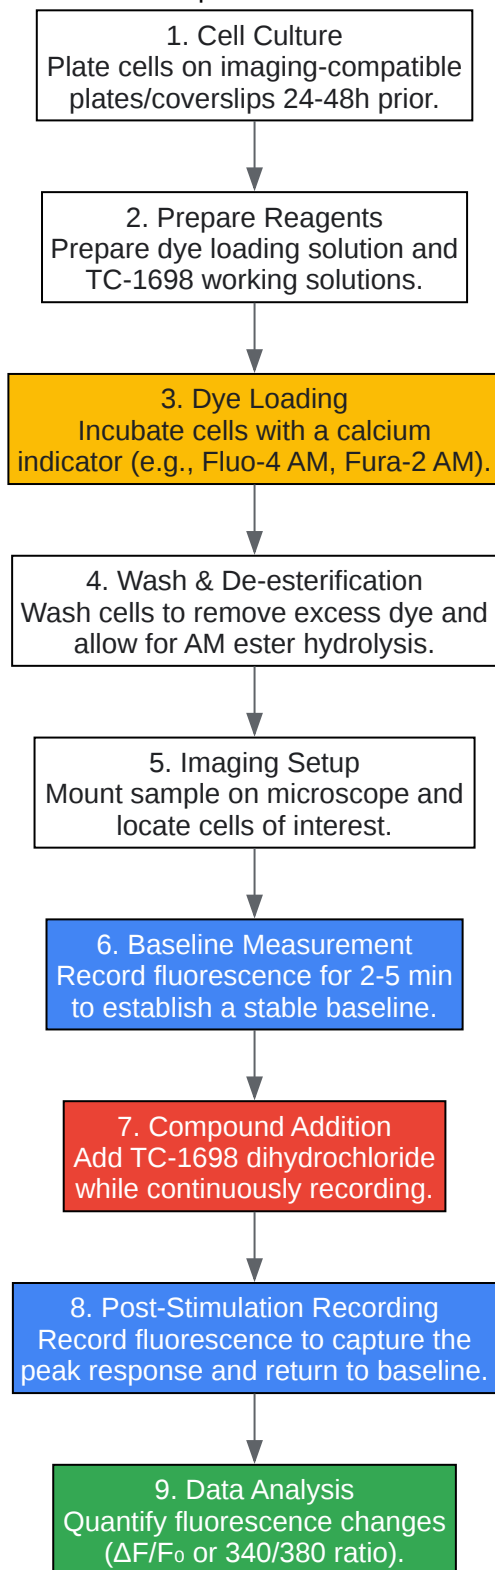 1. Cell Culture
Plate cells on imaging-compatible
plates/coverslips 24-48h prior.
2. Prepare Reagents
Prepare dye loading solution and
TC-1698 working solutions.
3. Dye Loading
Incubate cells with a calcium
indicator (e.g., Fluo-4 AM, Fura-2 AM).
4. Wash & De-esterification
Wash cells to remove excess dye and
allow for AM ester hydrolysis.
5. Imaging Setup
Mount sample on microscope and
locate cells of interest.
6. Baseline Measurement
Record fluorescence for 2-5 min
to establish a stable baseline.
7. Compound Addition
Add TC-1698 dihydrochloride
while continuously recording.
8. Post-Stimulation Recording
Record fluorescence to capture the
peak response and return to baseline.
9. Data Analysis
Quantify fluorescence changes
(ΔF/F₀ or 340/380 ratio).